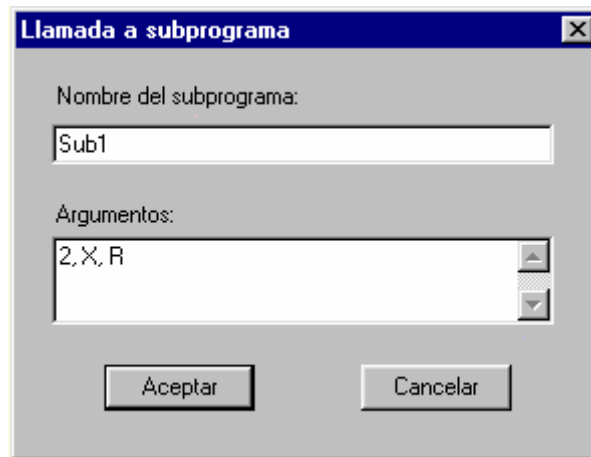 Llamada a subprograma
Nombre del subprograma:
Sub1
Argumentos:
2, X, R
Aceptar
Cancelar